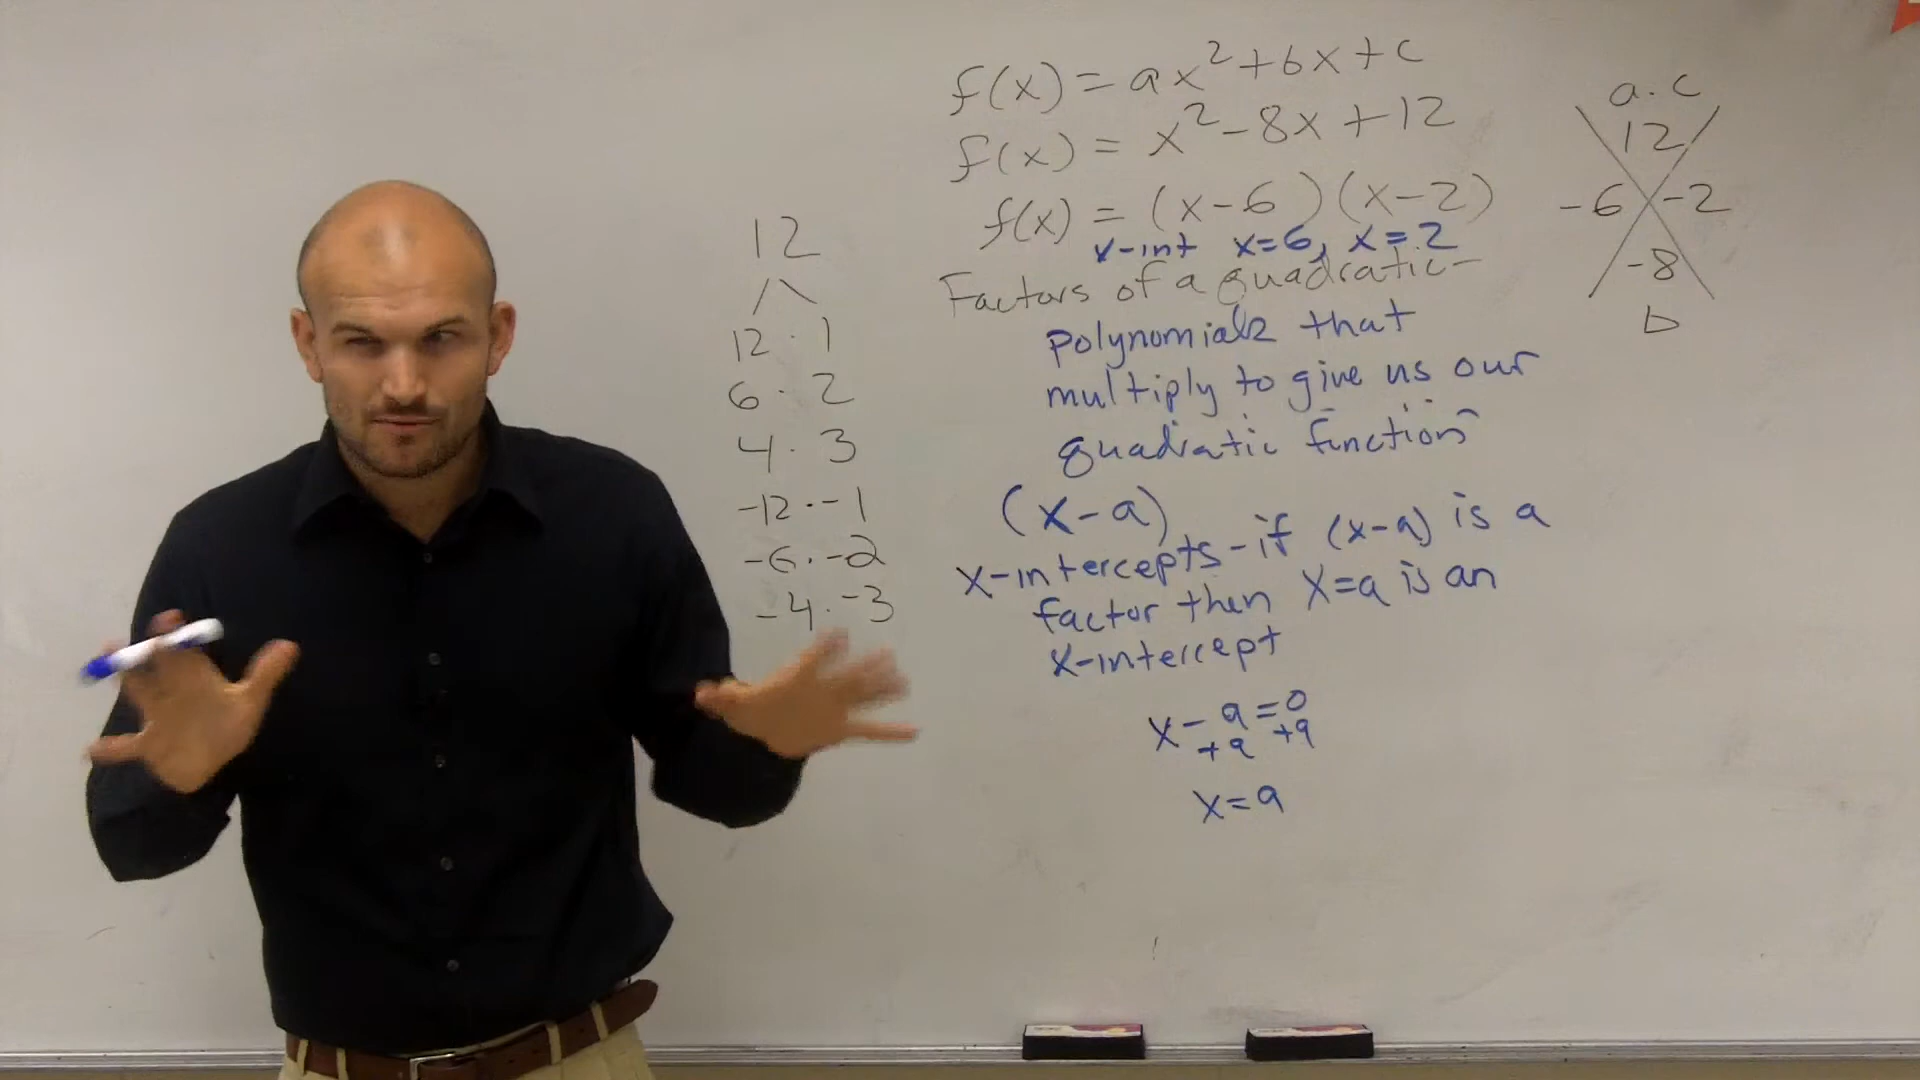 12
12 · 1
6 · 2
4 · 3
-12 · -1
-6 · -2
-4 · -3
f(x) = ax² + bx + c
f(x) = x² - 8x + 12
f(x) = (x-6)(x-2)
x-int x=6, x=2
Factors of a quadratic -
polynomials that
multiply to give us our
quadratic function
(x-a)
x-intercepts - if (x-a) is a
factor then x=a is an
x-intercept
x - a = 0
+a +a
x = a
a · c
12
-6 -2
-8
b